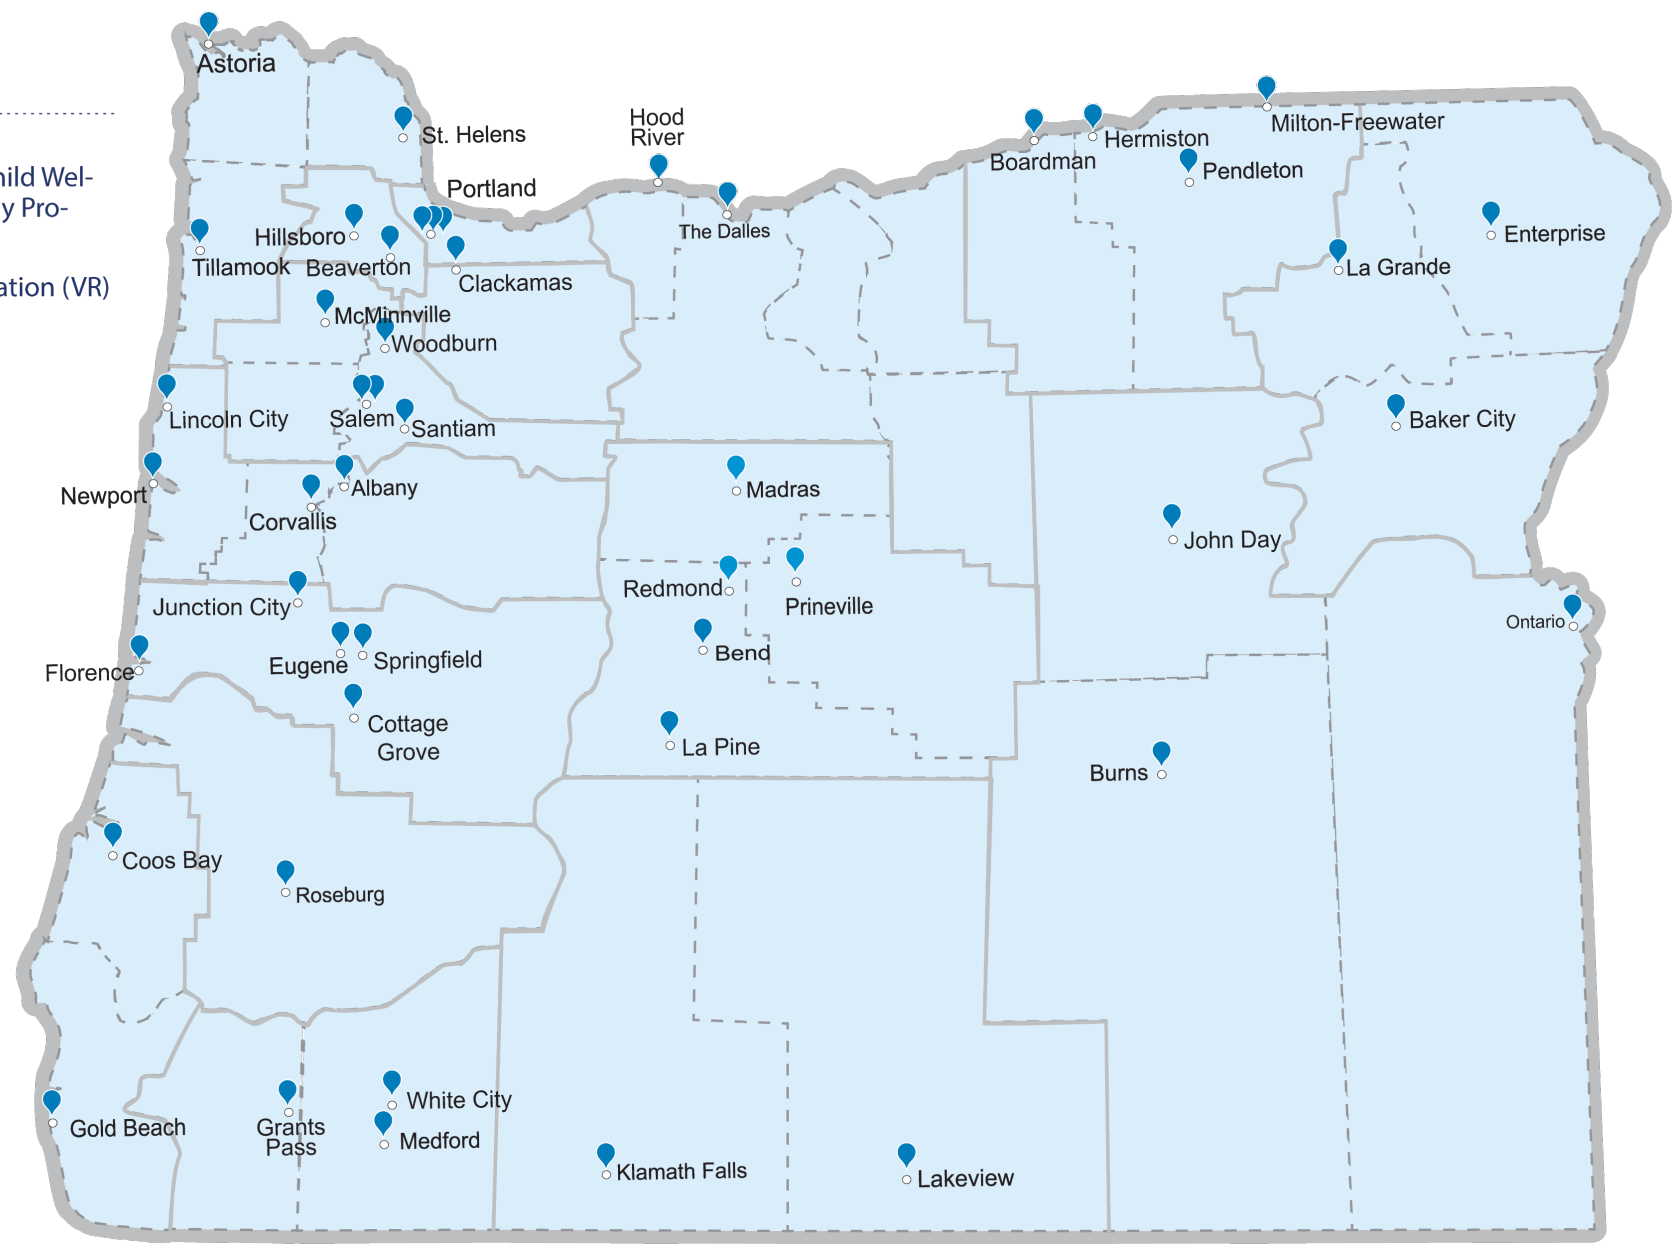 Astoria
nild Wel-
y Pro-
ation (VR)
St. Helens
Hood
River
Portland
Boardman
Hermiston
Milton-Freewater
Pendleton
The Dalles
Enterprise
Hillsboro
Tillamook
Beaverton
Clackamas
La Grande
McMinnville
Woodburn
Lincoln City
Salem
Santiam
Baker City
Newport
Albany
Corvallis
Madras
John Day
Junction City
Redmond
Prineville
Ontario
Florence
Eugene
Springfield
Bend
Cottage
Grove
La Pine
Burns
Coos Bay
Roseburg
Gold Beach
Grants
Pass
White City
Medford
Klamath Falls
Lakeview